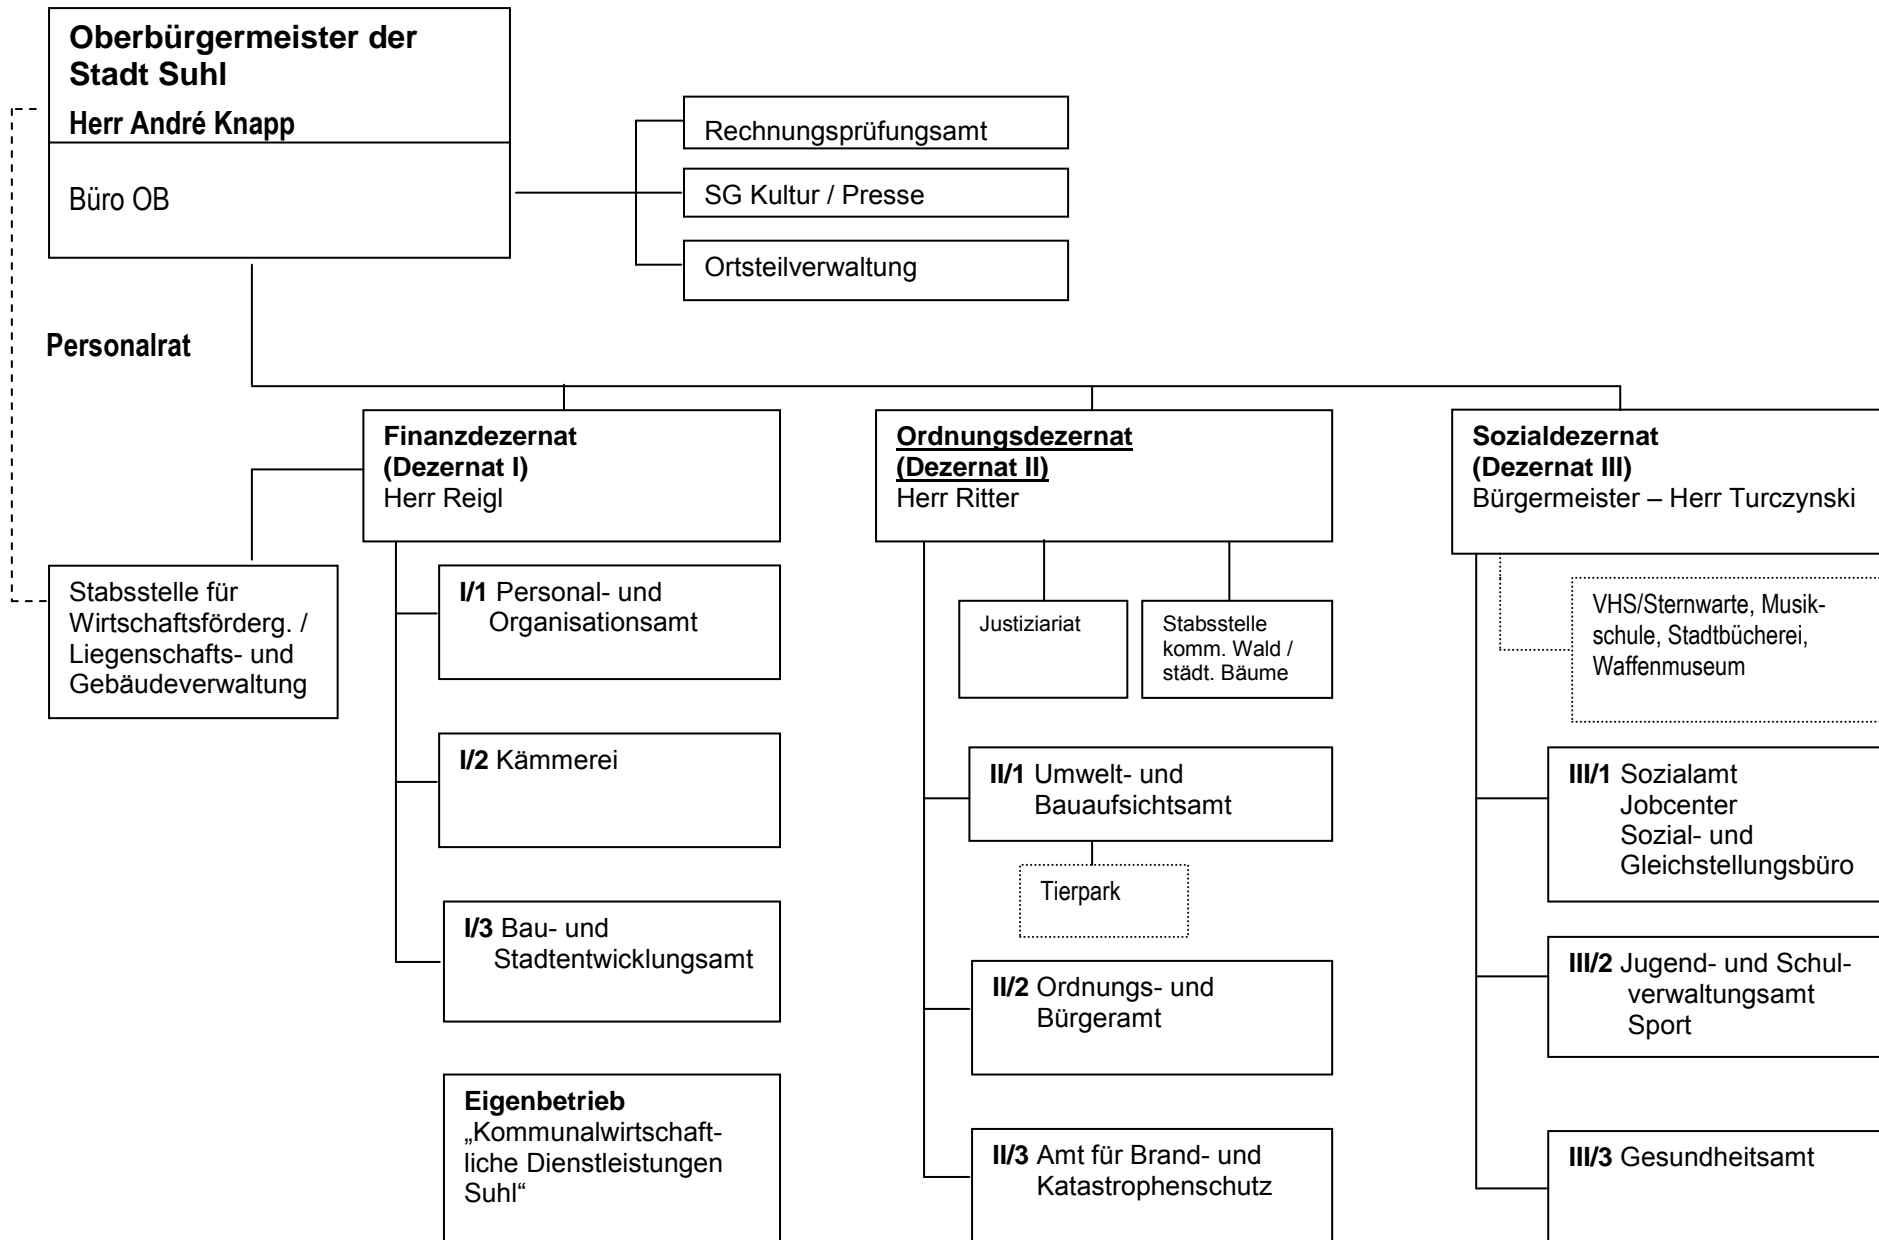 Oberbürgermeister der
Stadt Suhl
Herr André Knapp
Büro OB
Rechnungsprüfungsamt
SG Kultur / Presse
Ortsteilverwaltung
Personalrat
Finanzdezernat
(Dezernat I)
Herr Reigl
Stabsstelle für
Wirtschaftsförderg. /
Liegenschafts- und
Gebäudeverwaltung
I/1 Personal- und
Organisationsamt
I/2 Kämmerei
I/3 Bau- und
Stadtentwicklungsamt
Eigenbetrieb
„Kommunalwirtschaft-
liche Dienstleistungen
Suhl“
Ordnungsdezernat
(Dezernat II)
Herr Ritter
Justiziariat
Stabsstelle
komm. Wald /
städt. Bäume
II/1 Umwelt- und
Bauaufsichtsamt
Tierpark
II/2 Ordnungs- und
Bürgeramt
II/3 Amt für Brand- und
Katastrophenschutz
Sozialdezernat
(Dezernat III)
Bürgermeister – Herr Turczynski
VHS/Sternwarte, Musik-
schule, Stadtbücherei,
Waffenmuseum
III/1 Sozialamt
Jobcenter
Sozial- und
Gleichstellungsbüro
III/2 Jugend- und Schul-
verwaltungsamt
Sport
III/3 Gesundheitsamt